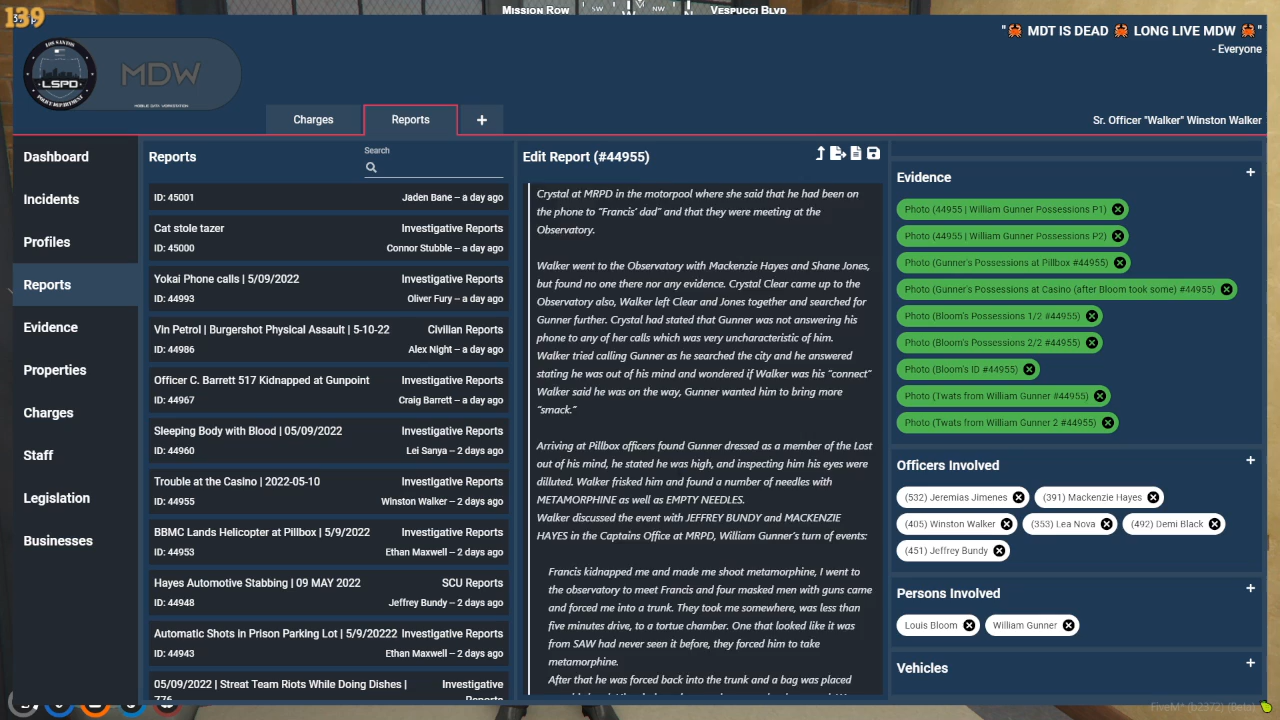 139
MISSION ROW
SW
W
NW
VESPUCCI BLVD
" MDT IS DEAD LONG LIVE MDW "
- Everyone
LOS SANTOS
LSPD
POLICE DEPARTMENT
MDW
MOBILE DATA WORKSTATION
Charges
Reports
+
Sr. Officer "Walker" Winston Walker
Dashboard
Incidents
Profiles
Reports
Evidence
Properties
Charges
Staff
Legislation
Businesses
Reports
Search
ID: 45001
Jaden Bane – a day ago
Cat stole tazer
Investigative Reports
ID: 45000
Connor Stubble – a day ago
Yokai Phone calls | 5/09/2022
Investigative Reports
ID: 44993
Oliver Fury – a day ago
Vin Petrol | Burgershot Physical Assault | 5-10-22
Civilian Reports
ID: 44986
Alex Night – a day ago
Officer C. Barrett 517 Kidnapped at Gunpoint
Investigative Reports
ID: 44967
Craig Barrett – a day ago
Sleeping Body with Blood | 05/09/2022
Investigative Reports
ID: 44960
Lei Sanya – 2 days ago
Trouble at the Casino | 2022-05-10
Investigative Reports
ID: 44955
Winston Walker – 2 days ago
BBMC Lands Helicopter at Pillbox | 5/9/2022
Investigative Reports
ID: 44953
Ethan Maxwell – 2 days ago
Hayes Automotive Stabbing | 09 MAY 2022
SCU Reports
ID: 44948
Jeffrey Bundy – 2 days ago
Automatic Shots in Prison Parking Lot | 5/9/20222
Investigative Reports
ID: 44943
Ethan Maxwell – 2 days ago
05/09/2022 | Streat Team Riots While Doing Dishes |
Investigative
Reports
Edit Report (#44955)
Crystal at MRPD in the motorpool where she said that he had been on
the phone to "Francis' dad" and that they were meeting at the
Observatory.
Walker went to the Observatory with Mackenzie Hayes and Shane Jones,
but found no one there nor any evidence. Crystal Clear came up to the
Observatory also, Walker left Clear and Jones together and searched for
Gunner further. Crystal had stated that Gunner was not answering his
phone to any of her calls which was very uncharacteristic of him.
Walker tried calling Gunner as he searched the city and he answered
stating he was out of his mind and wondered if Walker was his "connect"
Walker said he was on the way, Gunner wanted him to bring more
"smack."
Arriving at Pillbox officers found Gunner dressed as a member of the Lost
out of his mind, he stated he was high, and inspecting him his eyes were
dilluted. Walker frisked him and found a number of needles with
METAMORPHINE as well as EMPTY NEEDLES.
Walker discussed the event with JEFFREY BUNDY and MACKENZIE
HAYES in the Captains Office at MRPD, William Gunner's turn of events:
Francis kidnapped me and made me shoot metamorphine, I went to
the observatory to meet Francis and four masked men with guns came
and forced me into a trunk. They took me somewhere, was less than
five minutes drive, to a tortue chamber. One that looked like it was
from SAW had never seen it before, they forced him to take
metamorphine.
After that he was forced back into the trunk and a bag was placed
Evidence
+
Photo (44955 | William Gunner Possessions P1)
Photo (44955 | William Gunner Possessions P2)
Photo (Gunner's Possessions at Pillbox #44955)
Photo (Gunner's Possessions at Casino (after Bloom took some) #44955)
Photo (Bloom's Possessions 1/2 #44955)
Photo (Bloom's Possessions 2/2 #44955)
Photo (Bloom's ID #44955)
Photo (Twats from William Gunner #44955)
Photo (Twats from William Gunner 2 #44955)
Officers Involved
+
(532) Jeremias Jimenes
(391) Mackenzie Hayes
(405) Winston Walker
(353) Lea Nova
(492) Demi Black
(451) Jeffrey Bundy
Persons Involved
+
Louis Bloom
William Gunner
Vehicles
+
FiveM* (b2372) (Beta)